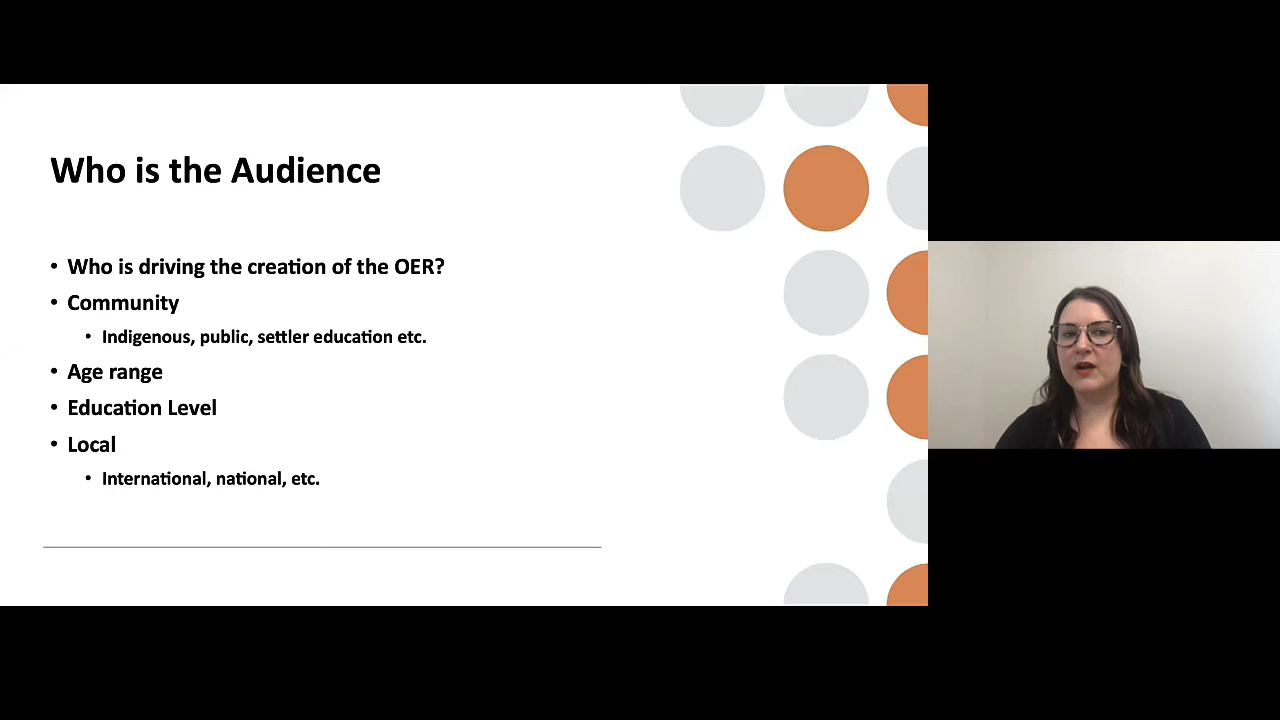 Who is the Audience
• Who is driving the creation of the OER?
• Community
• Indigenous, public, settler education etc.
• Age range
• Education Level
• Local
• International, national, etc.